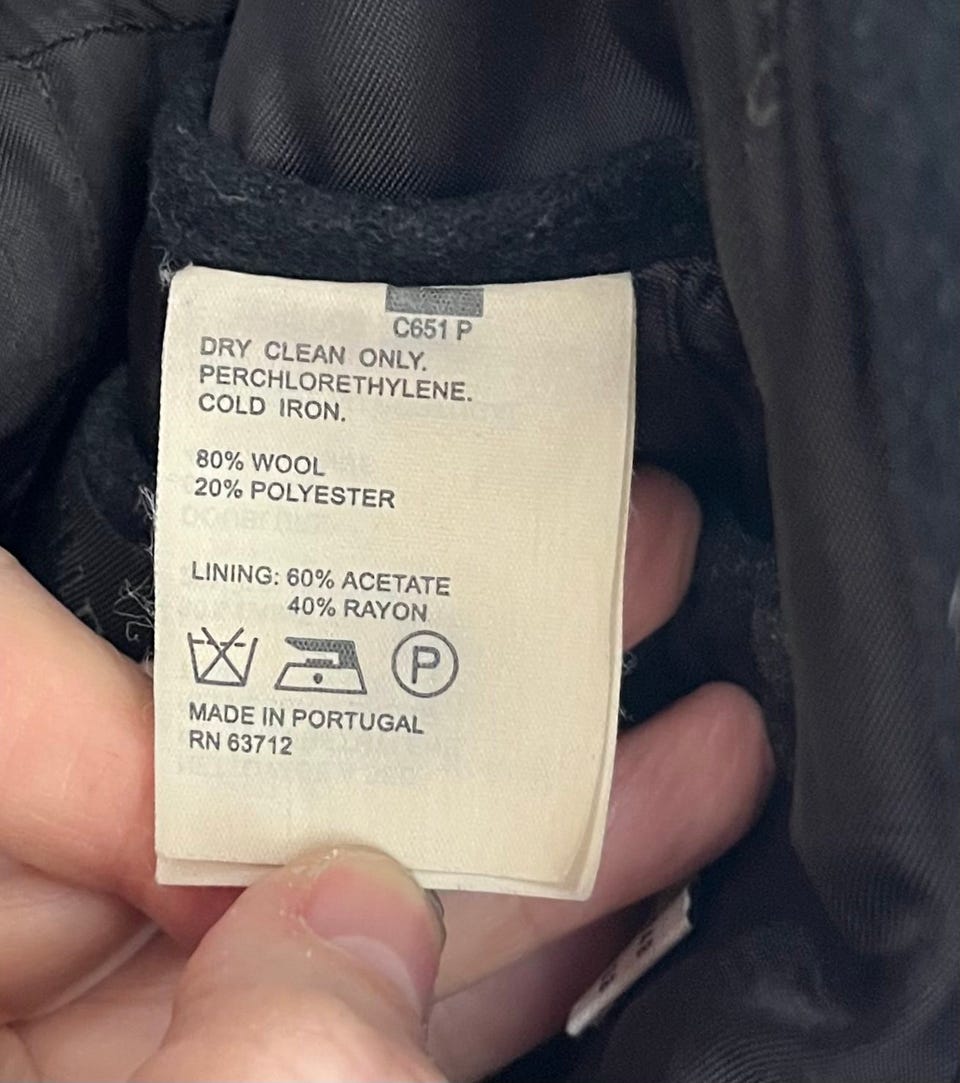 C651 P
DRY CLEAN ONLY.
PERCHLORETHYLENE.
COLD IRON.
80% WOOL
20% POLYESTER
LINING: 60% ACETATE
40% RAYON
P
MADE IN PORTUGAL
RN 63712